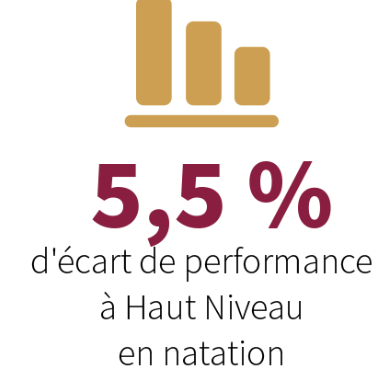 5,5 %
d'écart de performance
à Haut Niveau
en natation